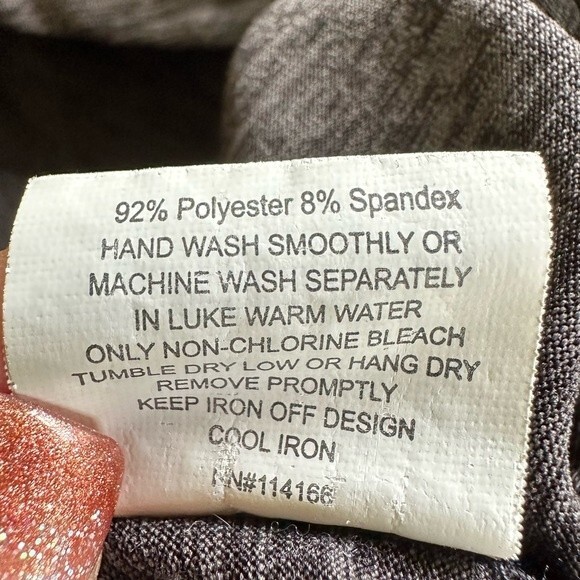 92% Polyester 8% Spandex
HAND WASH SMOOTHLY OR
MACHINE WASH SEPARATELY
IN LUKE WARM WATER
ONLY NON-CHLORINE BLEACH
TUMBLE DRY LOW OR HANG DRY
REMOVE PROMPTLY
KEEP IRON OFF DESIGN
COOL IRON
RN#114166